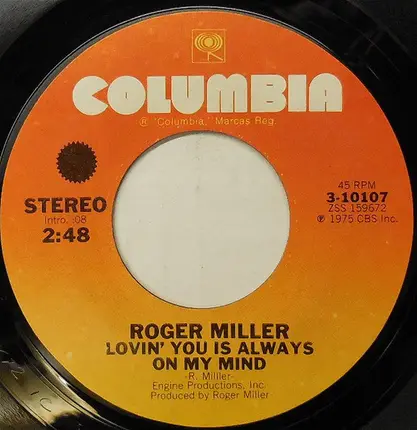 COLUMBIA
® "Columbia," Marcas Reg.
STEREO
Intro. :08
2:48
45 RPM
3-10107
ZSS 159672
℗ 1975 CBS Inc.
ROGER MILLER
LOVIN' YOU IS ALWAYS
ON MY MIND
-R. Miller-
Engine Productions, Inc.
Produced by Roger Miller